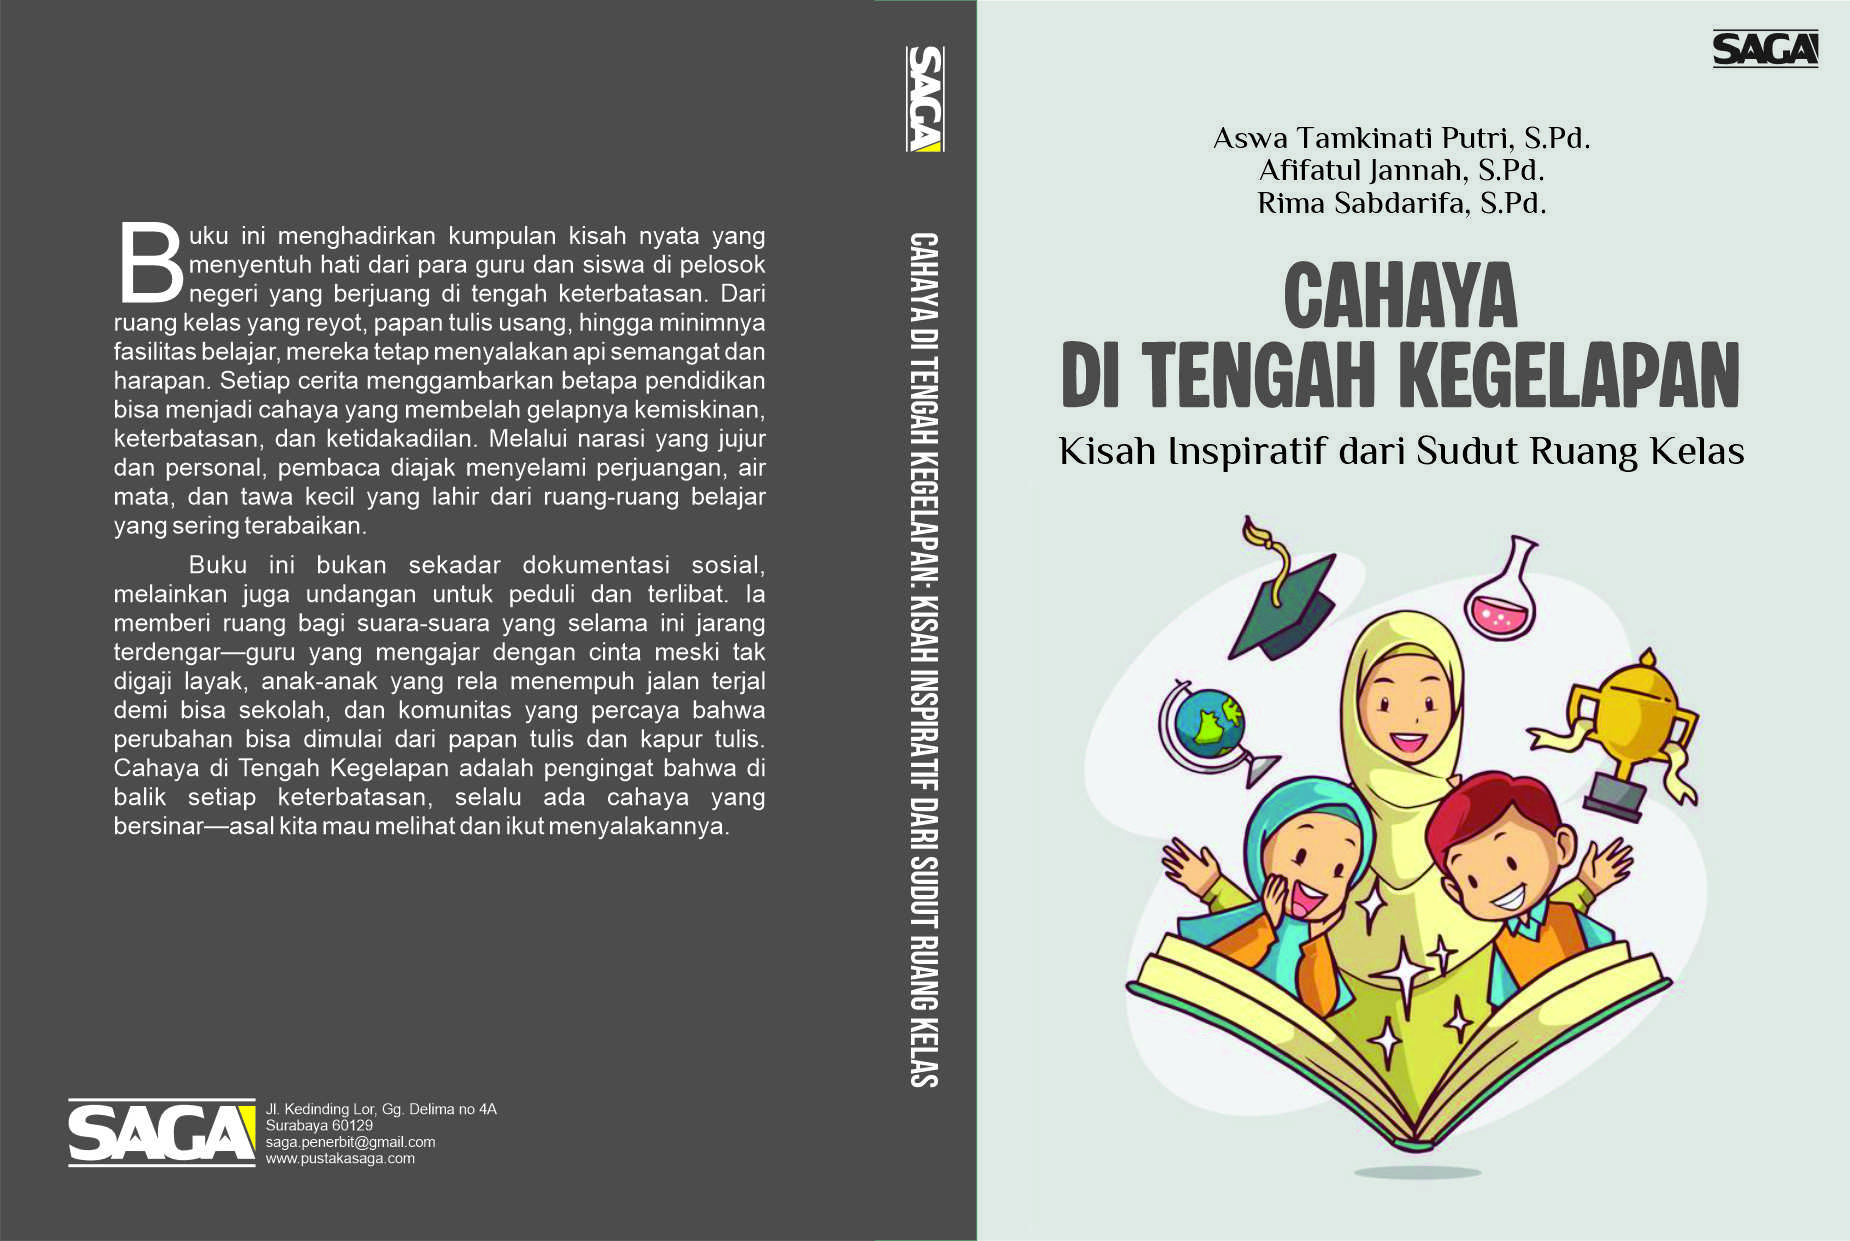 Buku ini menghadirkan kumpulan kisah nyata yang
menyentuh hati dari para guru dan siswa di pelosok
negeri yang berjuang di tengah keterbatasan. Dari
ruang kelas yang reyot, papan tulis usang, hingga minimnya
fasilitas belajar, mereka tetap menyalakan api semangat dan
harapan. Setiap cerita menggambarkan betapa pendidikan
bisa menjadi cahaya yang membelah gelapnya kemiskinan,
keterbatasan, dan ketidakadilan. Melalui narasi yang jujur
dan personal, pembaca diajak menyelami perjuangan, air
mata, dan tawa kecil yang lahir dari ruang-ruang belajar
yang sering terabaikan.
Buku ini bukan sekadar dokumentasi sosial,
melainkan juga undangan untuk peduli dan terlibat. Ia
memberi ruang bagi suara-suara yang selama ini jarang
terdengar—guru yang mengajar dengan cinta meski tak
digaji layak, anak-anak yang rela menempuh jalan terjal
demi bisa sekolah, dan komunitas yang percaya bahwa
perubahan bisa dimulai dari papan tulis dan kapur tulis.
Cahaya di Tengah Kegelapan adalah pengingat bahwa di
balik setiap keterbatasan, selalu ada cahaya yang
bersinar—asal kita mau melihat dan ikut menyalakannya.
SAGA
Jl. Kedinding Lor, Gg. Delima no 4A
Surabaya 60129
saga.penerbit@gmail.com
www.pustakasaga.com
SAGA
CAHAYA DI TENGAH KEGELAPAN: KISAH INSPIRATIF DARI SUDUT RUANG KELAS
SAGA
Aswa Tamkinati Putri, S.Pd.
Afifatul Jannah, S.Pd.
Rima Sabdarifa, S.Pd.
CAHAYA
DI TENGAH KEGELAPAN
Kisah Inspiratif dari Sudut Ruang Kelas